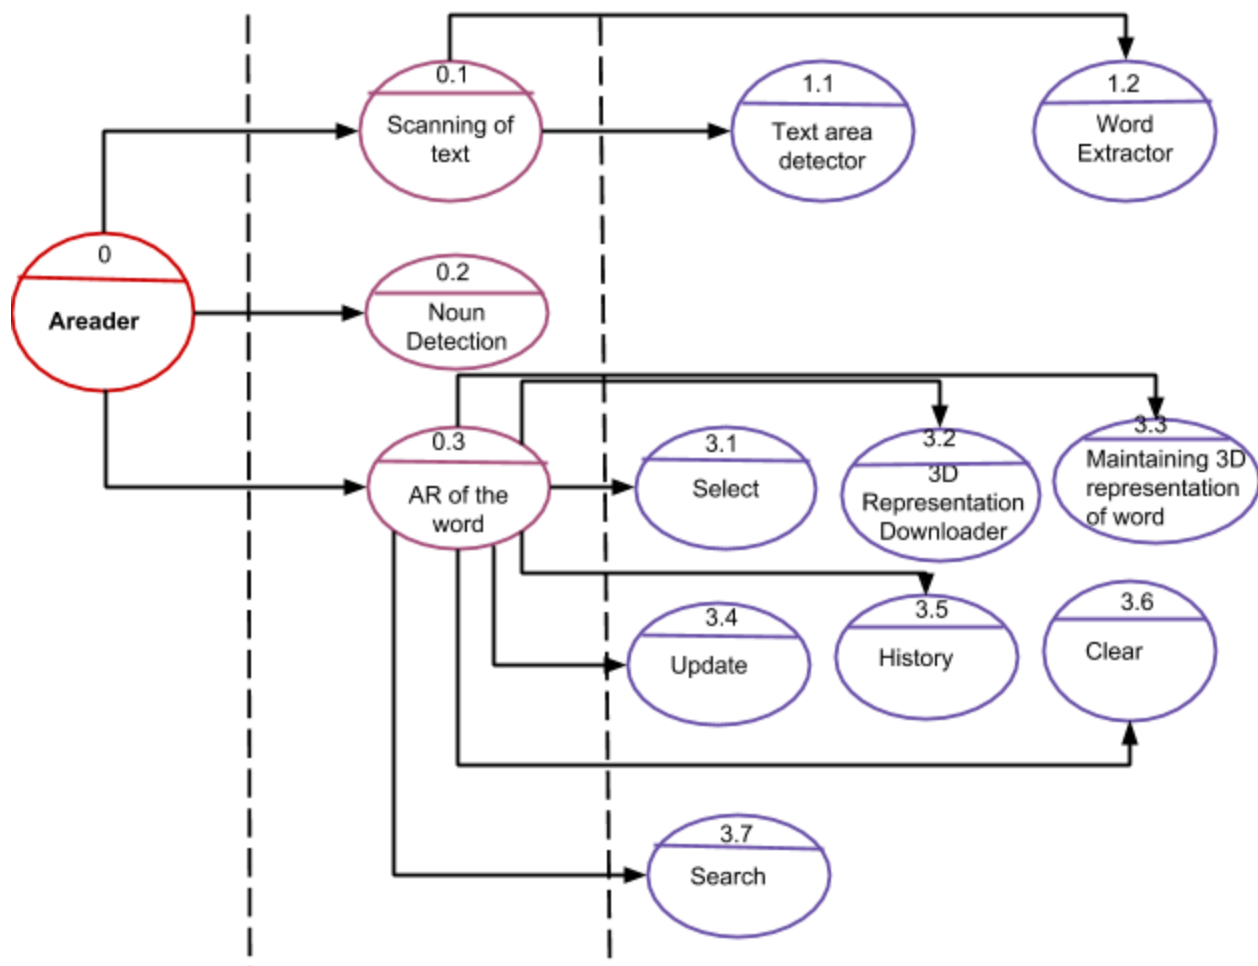 0.1
Scanning of
text
1.1
Text area
detector
1.2
Word
Extractor
0
Areader
0.2
Noun
Detection
0.3
AR of the
word
3.1
Select
3.2
3D
Representation
Downloader
3.3
Maintaining 3D
representation
of word
3.4
Update
3.5
History
3.6
Clear
3.7
Search